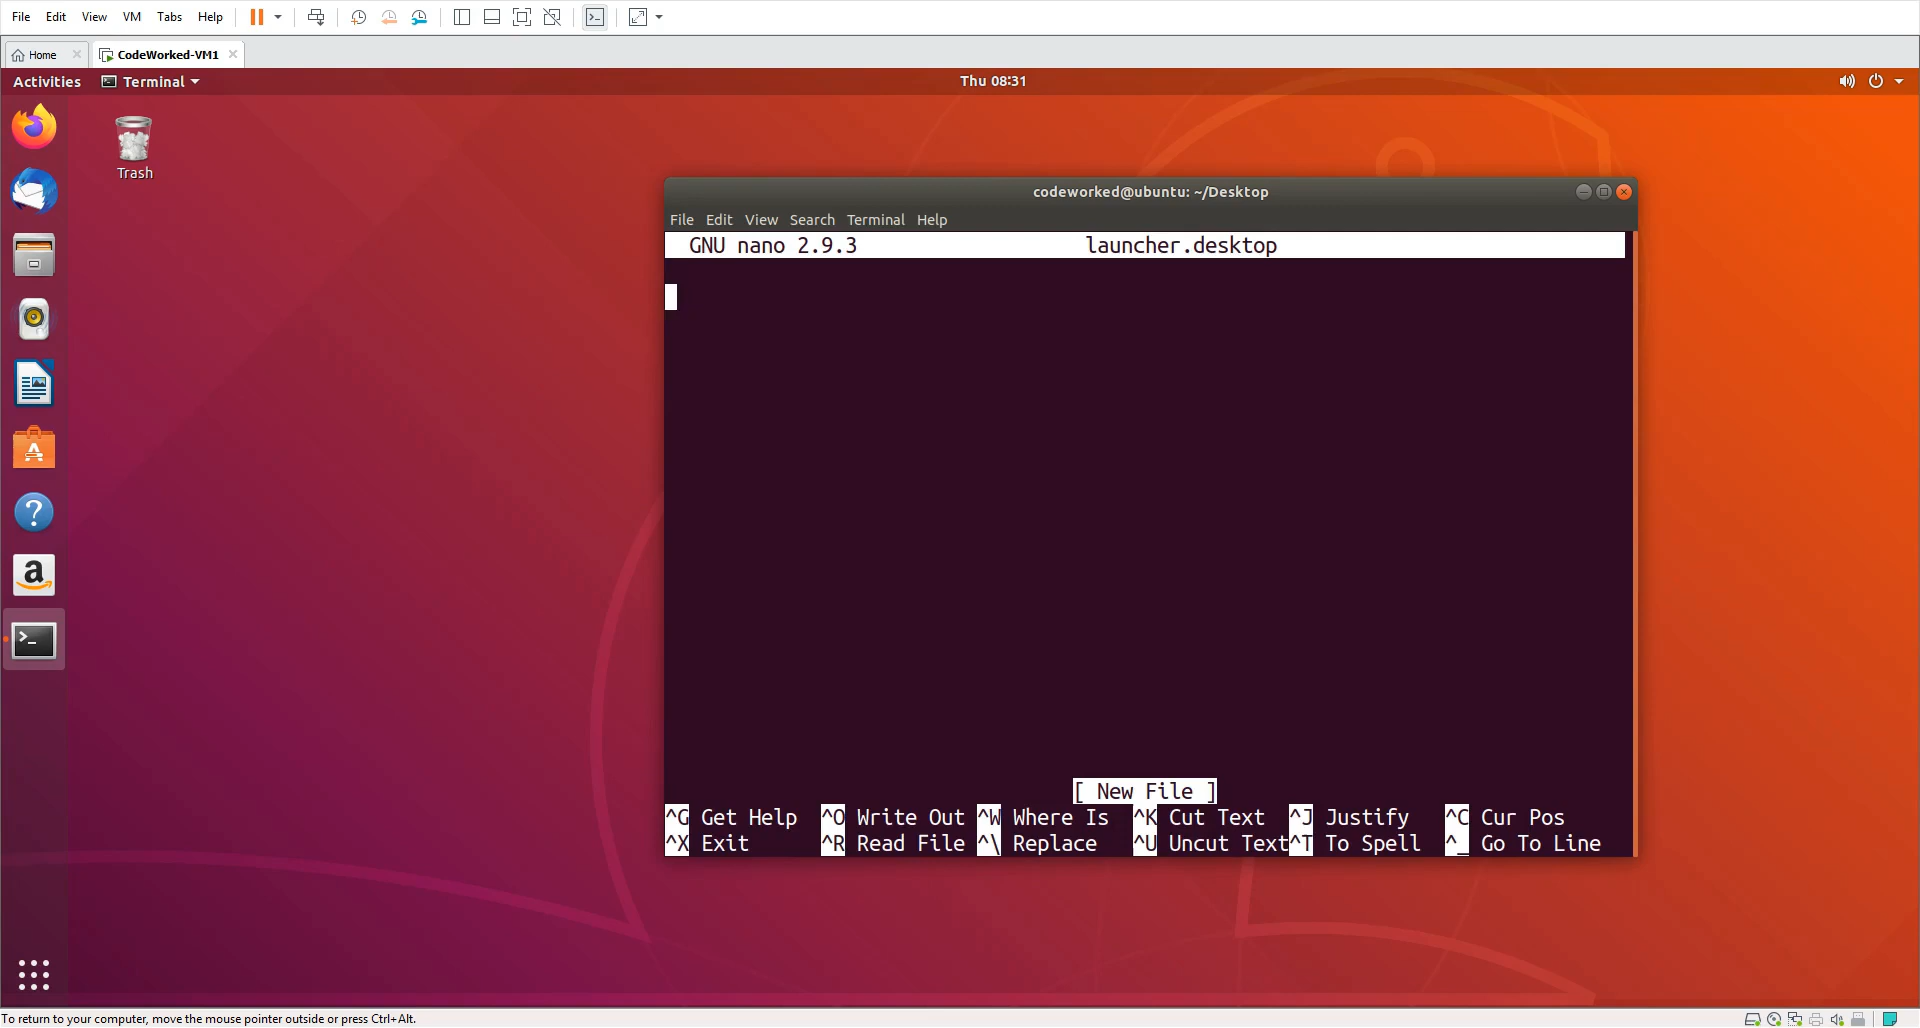 File Edit View VM Tabs Help
Home CodeWorked-VM1
Activities Terminal Thu 08:31
Trash
codeworked@ubuntu: ~/Desktop
File Edit View Search Terminal Help
GNU nano 2.9.3 launcher.desktop
[ New File ]
^G Get Help ^O Write Out ^W Where Is ^K Cut Text ^J Justify ^C Cur Pos
^X Exit ^R Read File ^\ Replace ^U Uncut Text^T To Spell ^_ Go To Line
To return to your computer, move the mouse pointer outside or press Ctrl+Alt.